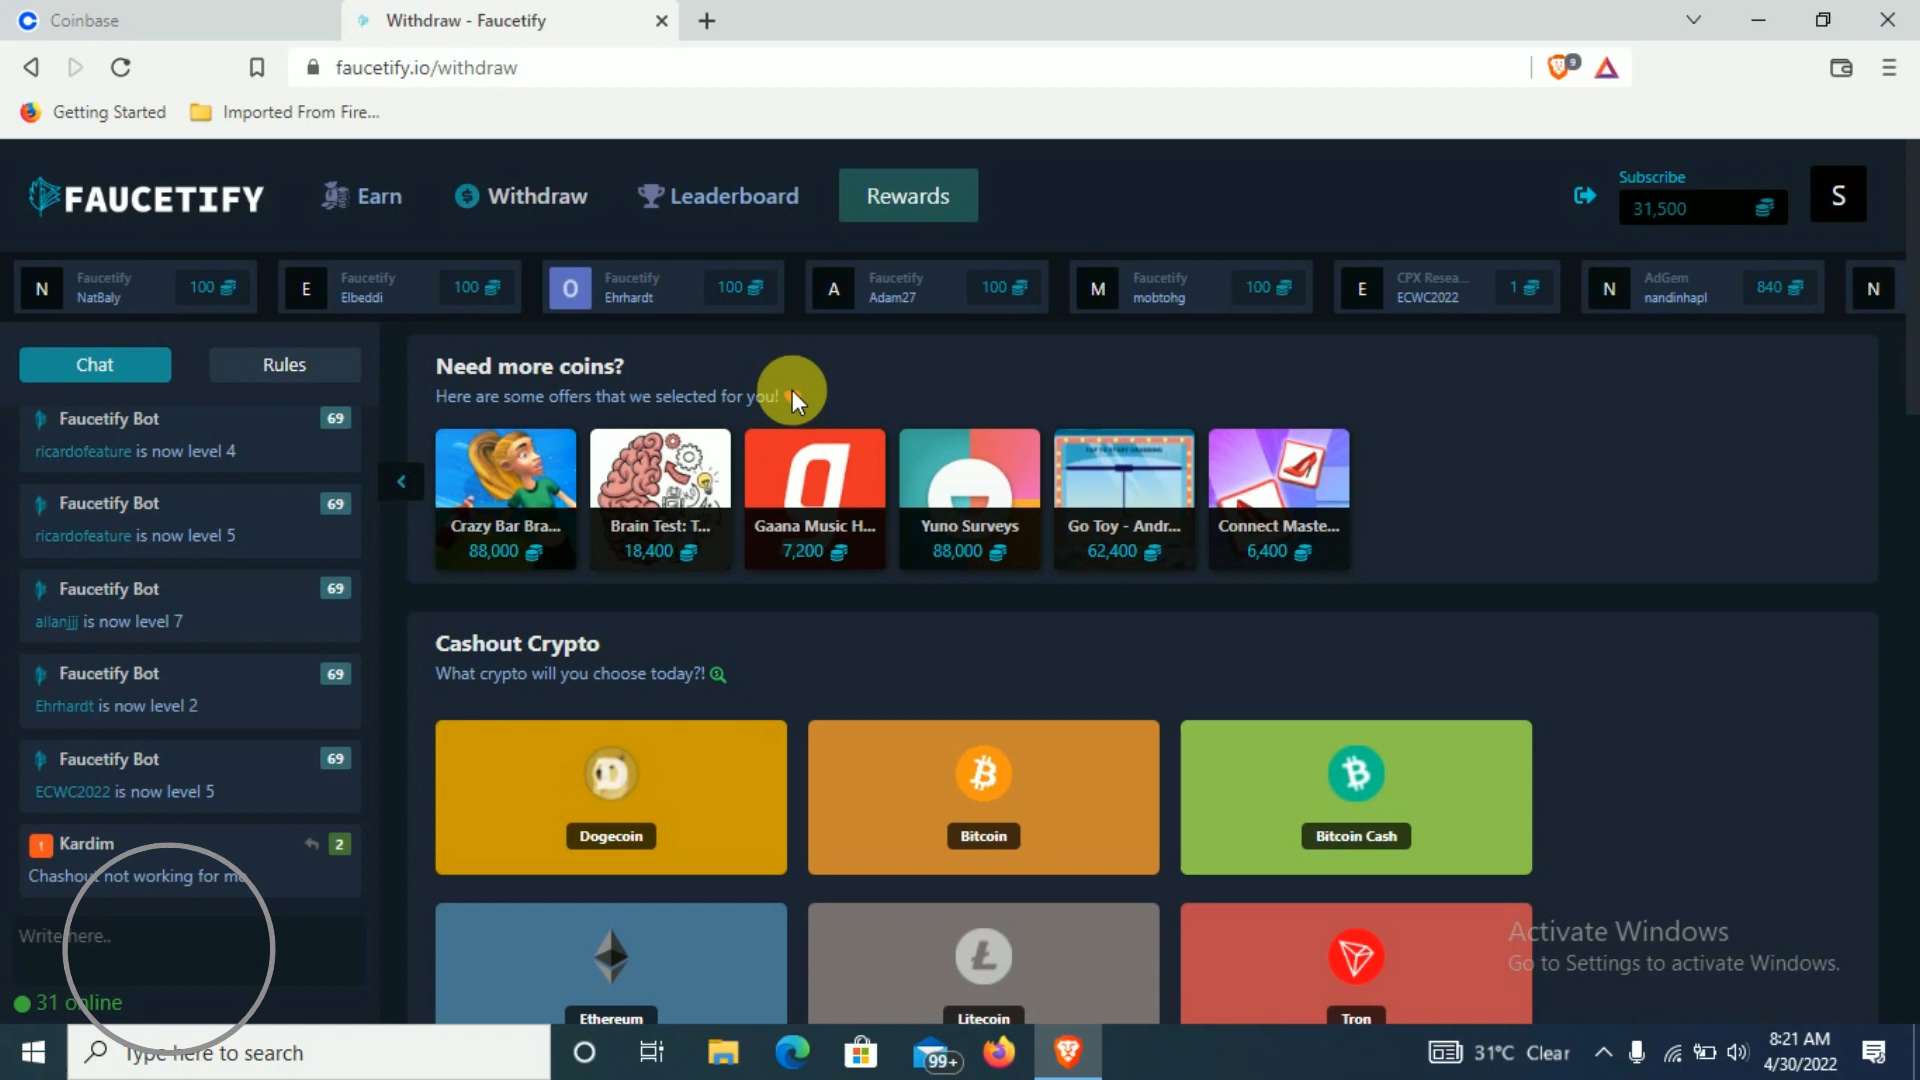 Coinbase
Withdraw - Faucetify
faucetify.io/withdraw
9
Getting Started
Imported From Fire...
FAUCETIFY
Earn
Withdraw
Leaderboard
Rewards
Subscribe
31,500
S
N Faucetify NatBaly 100
E Faucetify Elbeddi 100
O Faucetify Ehrhardt 100
A Faucetify Adam27 100
M Faucetify mobtohg 100
E CPX Resea... ECWC2022 1
N AdGem nandinhapl 840
N
Chat
Rules
Faucetify Bot 69
ricardofeature is now level 4
Faucetify Bot 69
ricardofeature is now level 5
Faucetify Bot 69
allanjjj is now level 7
Faucetify Bot 69
Ehrhardt is now level 2
Faucetify Bot 69
ECWC2022 is now level 5
Kardim 2
Chashout not working for me
Write here..
31 online
Need more coins?
Here are some offers that we selected for you!
Crazy Bar Bra...
88,000
Brain Test: T...
18,400
Gaana Music H...
7,200
Yuno Surveys
88,000
Go Toy - Andr...
62,400
Connect Maste...
6,400
Cashout Crypto
What crypto will you choose today?!
Dogecoin
Bitcoin
Bitcoin Cash
Ethereum
Litecoin
Tron
Activate Windows
Go to Settings to activate Windows.
Type here to search
99+
31°C Clear
8:21 AM
4/30/2022